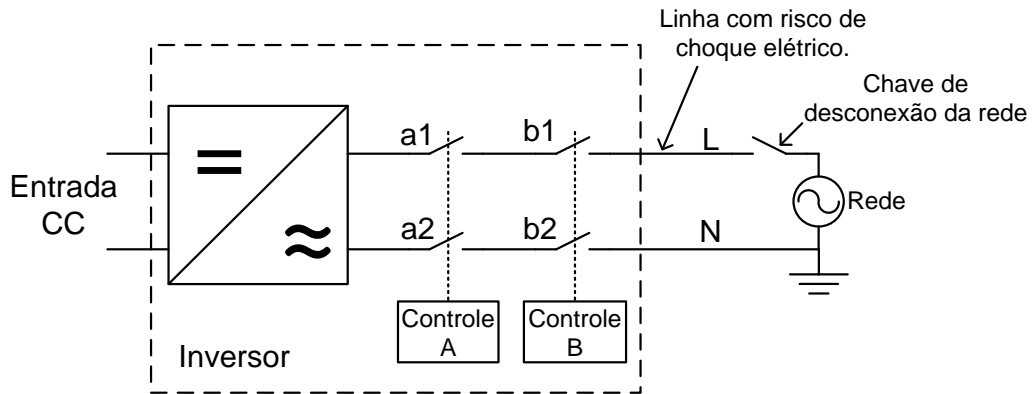 Linha com risco de
choque elétrico.
Chave de
desconexão da rede
a1
b1
L
Entrada
CC
Rede
a2
b2
N
Controle
A
Controle
B
Inversor